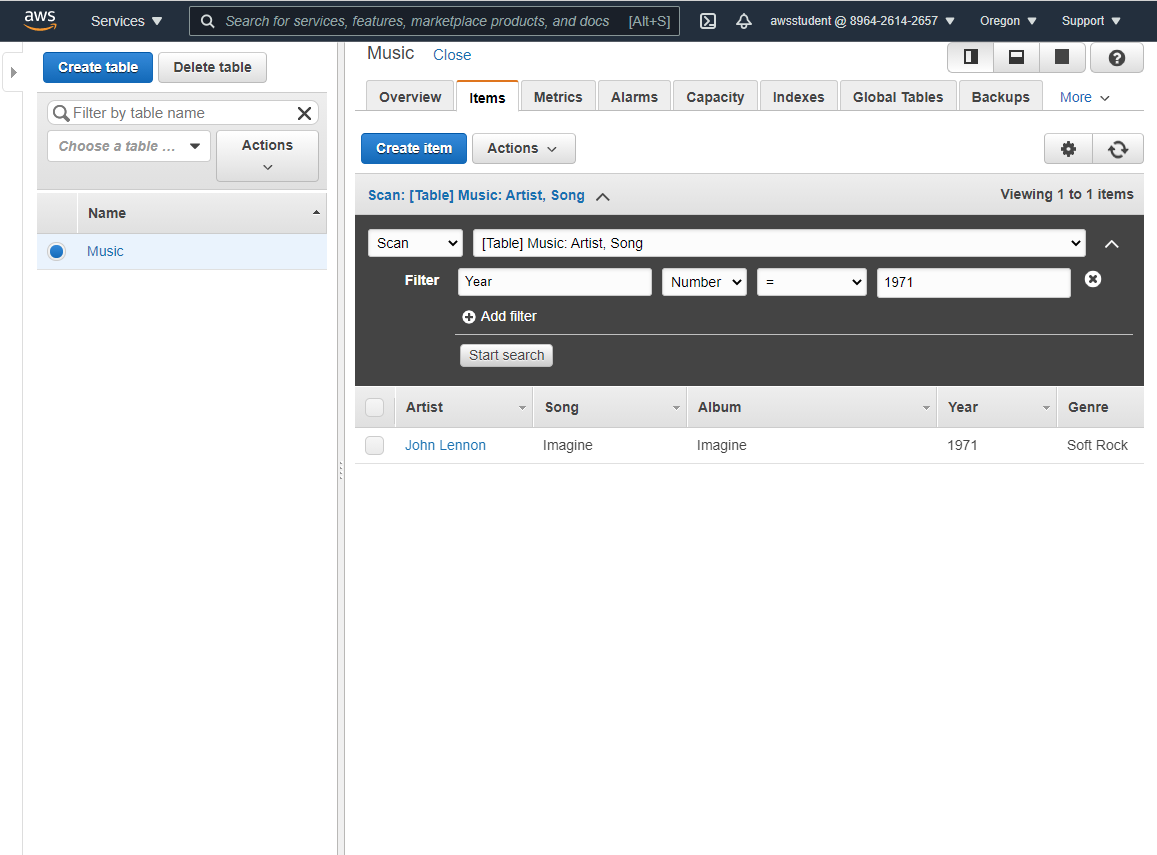 aws Services Search for services, features, marketplace products, and docs [Alt+S] awsstudent @ 8964-2614-2657 Oregon Support
Create table Delete table
Filter by table name
Choose a table ... Actions
Name
Music
Music Close
Overview Items Metrics Alarms Capacity Indexes Global Tables Backups More
Create item Actions
Scan: [Table] Music: Artist, Song Viewing 1 to 1 items
Scan [Table] Music: Artist, Song
Filter Year Number = 1971
Add filter
Start search
Artist Song Album Year Genre
John Lennon Imagine Imagine 1971 Soft Rock